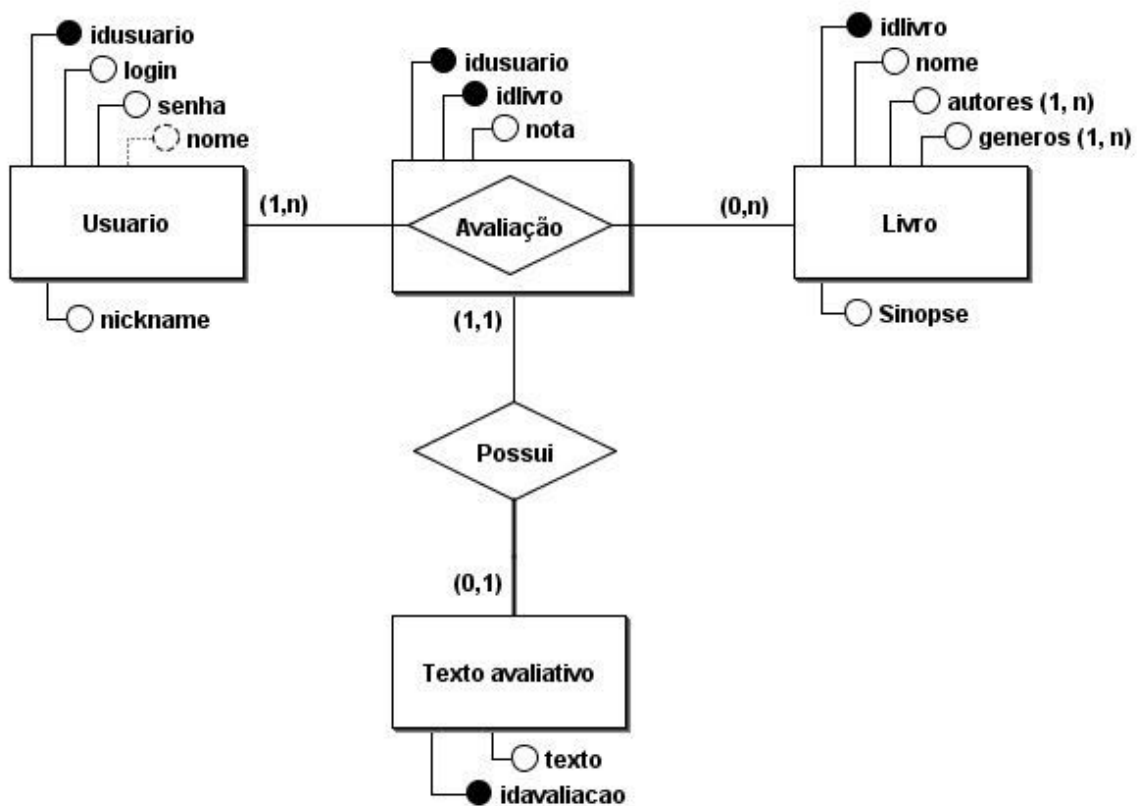 idusuario
login
senha
nome
Usuario
nickname
(1,n)
idusuario
idlivro
nota
Avaliação
(0,n)
idlivro
nome
autores (1, n)
generos (1, n)
Livro
Sinopse
(1,1)
Possui
(0,1)
Texto avaliativo
texto
idavaliacao